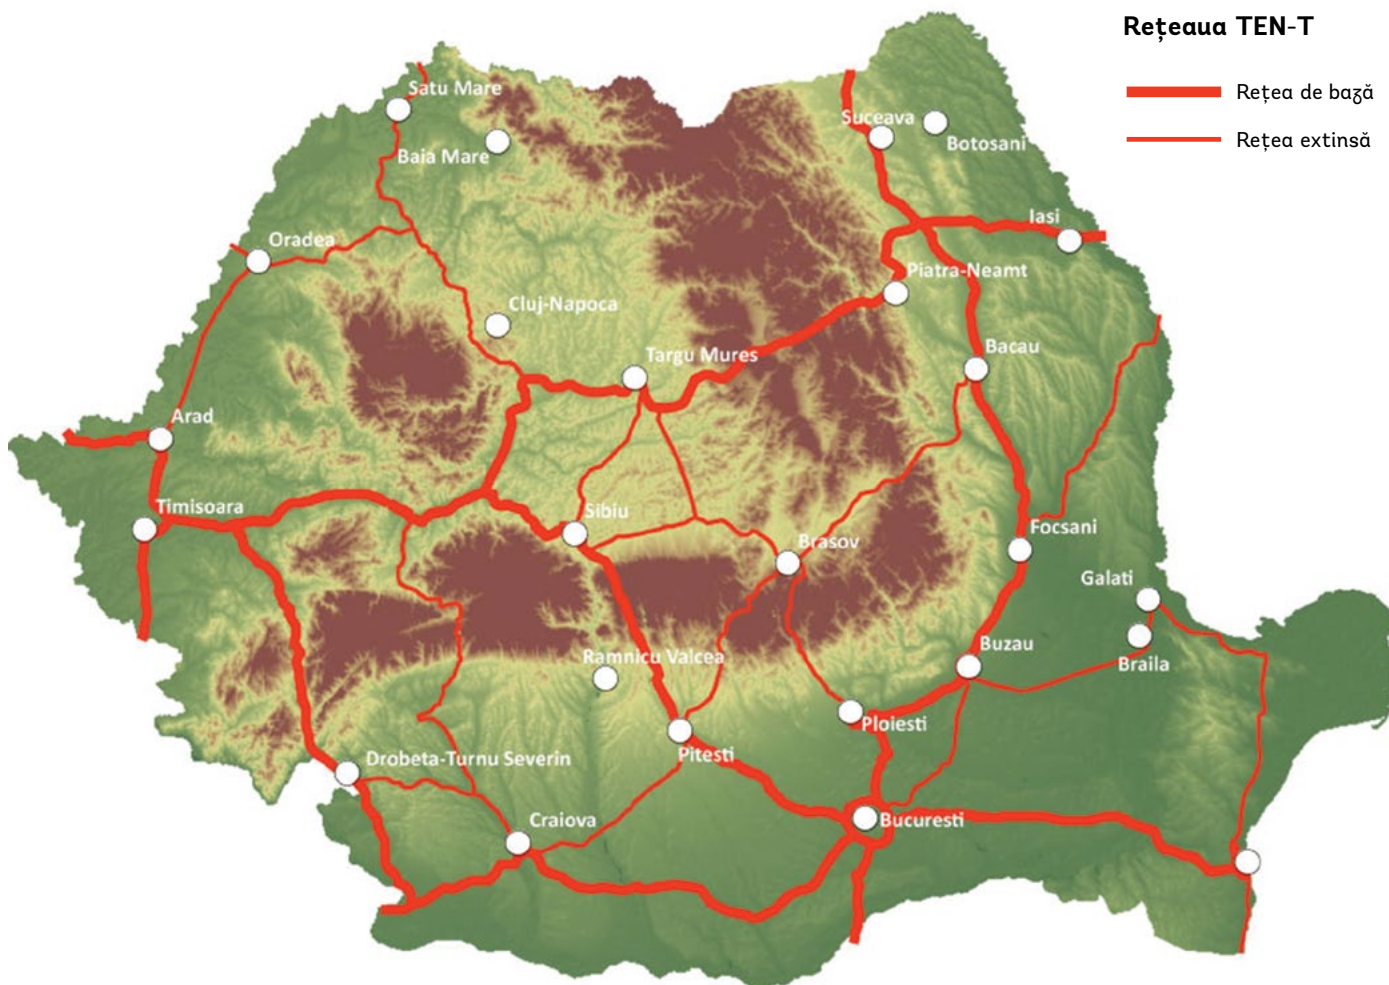 Rețeaua TEN-T
Rețea de bază
Rețea extinsă
Satu Mare
Baia Mare
Suceava
Botosani
Iasi
Oradea
Piatra-Neamt
Cluj-Napoca
Targu Mures
Bacau
Arad
Timisoara
Sibiu
Focsani
Brasov
Galati
Buzau
Ramnicu Valcea
Braila
Ploiesti
Pitesti
Drobeta-Turnu Severin
Craiova
Bucuresti